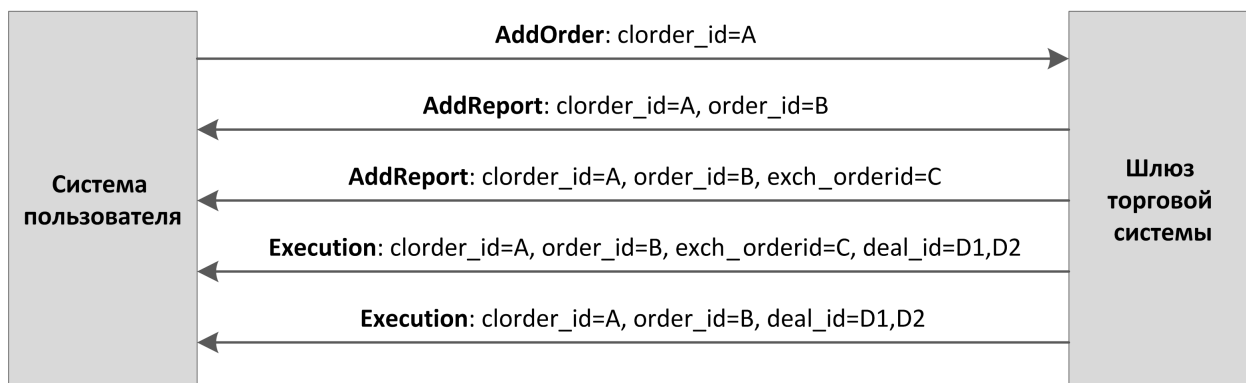 AddOrder: clorder_id=A
AddReport: clorder_id=A, order_id=B
AddReport: clorder_id=A, order_id=B, exch_orderid=C
Execution: clorder_id=A, order_id=B, exch_orderid=C, deal_id=D1,D2
Execution: clorder_id=A, order_id=B, deal_id=D1,D2
Система
пользователя
Шлюз
торговой
системы